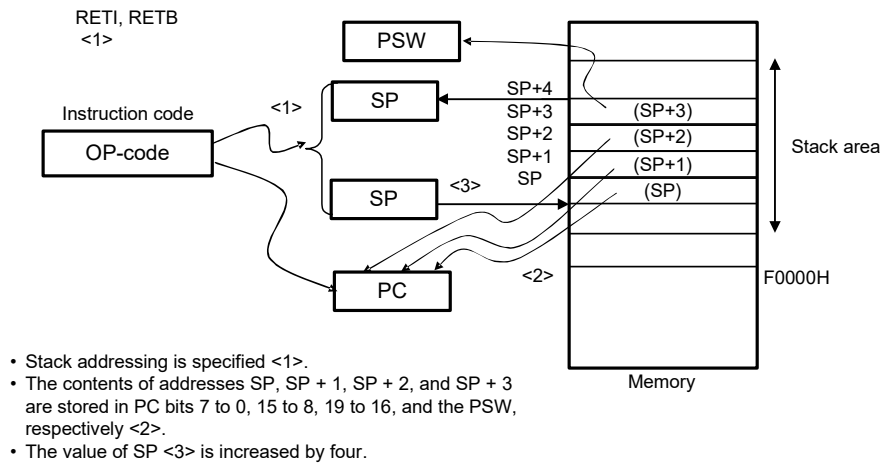 RETI, RETB
<1>
PSW
SP
<1>
Instruction code
OP-code
SP+4
SP+3
SP+2
SP+1
SP
(SP+3)
(SP+2)
(SP+1)
(SP)
Stack area
SP
<3>
PC
<2>
F0000H
Memory
• Stack addressing is specified <1>.
• The contents of addresses SP, SP + 1, SP + 2, and SP + 3
are stored in PC bits 7 to 0, 15 to 8, 19 to 16, and the PSW,
respectively <2>.
• The value of SP <3> is increased by four.